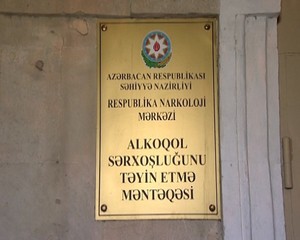 AZƏRBAYCAN RESPUBLİKASI
SƏHİYYƏ NAZİRLİYİ
RESPUBLİKA NARKOLOJİ
MƏRKƏZİ
ALKOQOL
SƏRXOŞLUĞUNU
TƏYİN ETMƏ
MƏNTƏQƏSİ